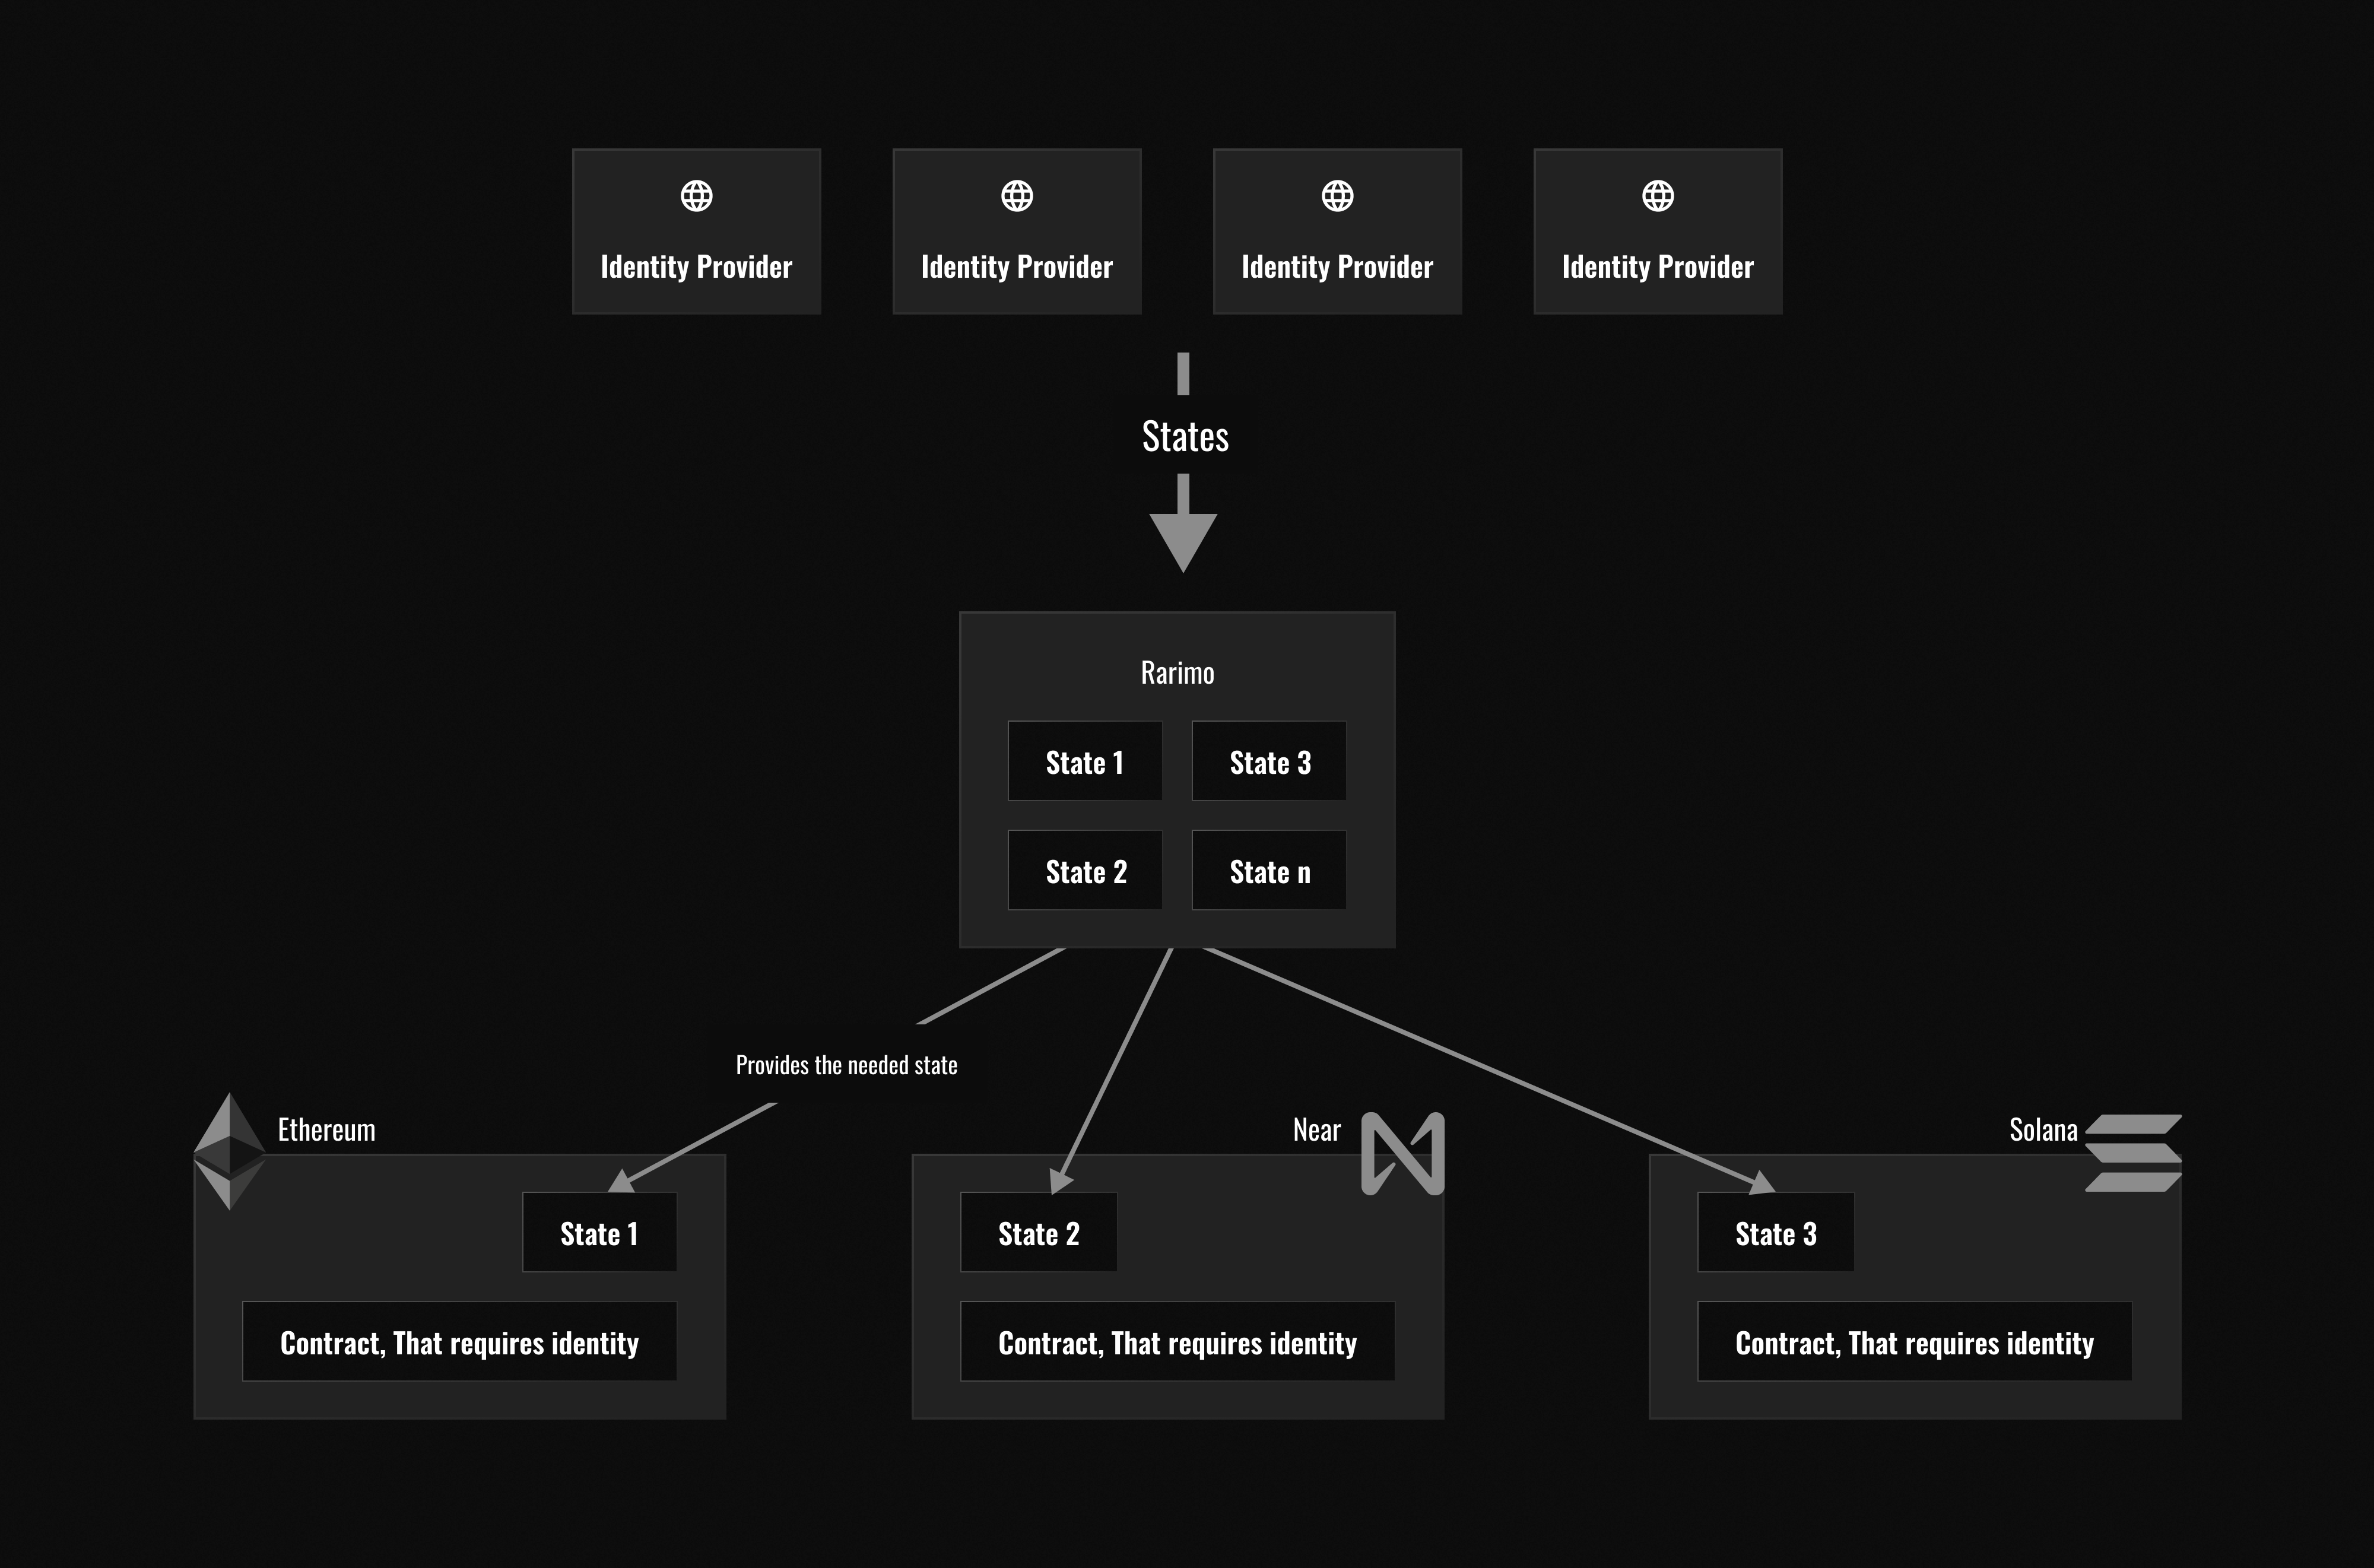 Identity Provider
Identity Provider
Identity Provider
Identity Provider
States
Rarimo
State 1
State 3
State 2
State n
Provides the needed state
Ethereum
Near
Solana
State 1
State 2
State 3
Contract, That requires identity
Contract, That requires identity
Contract, That requires identity